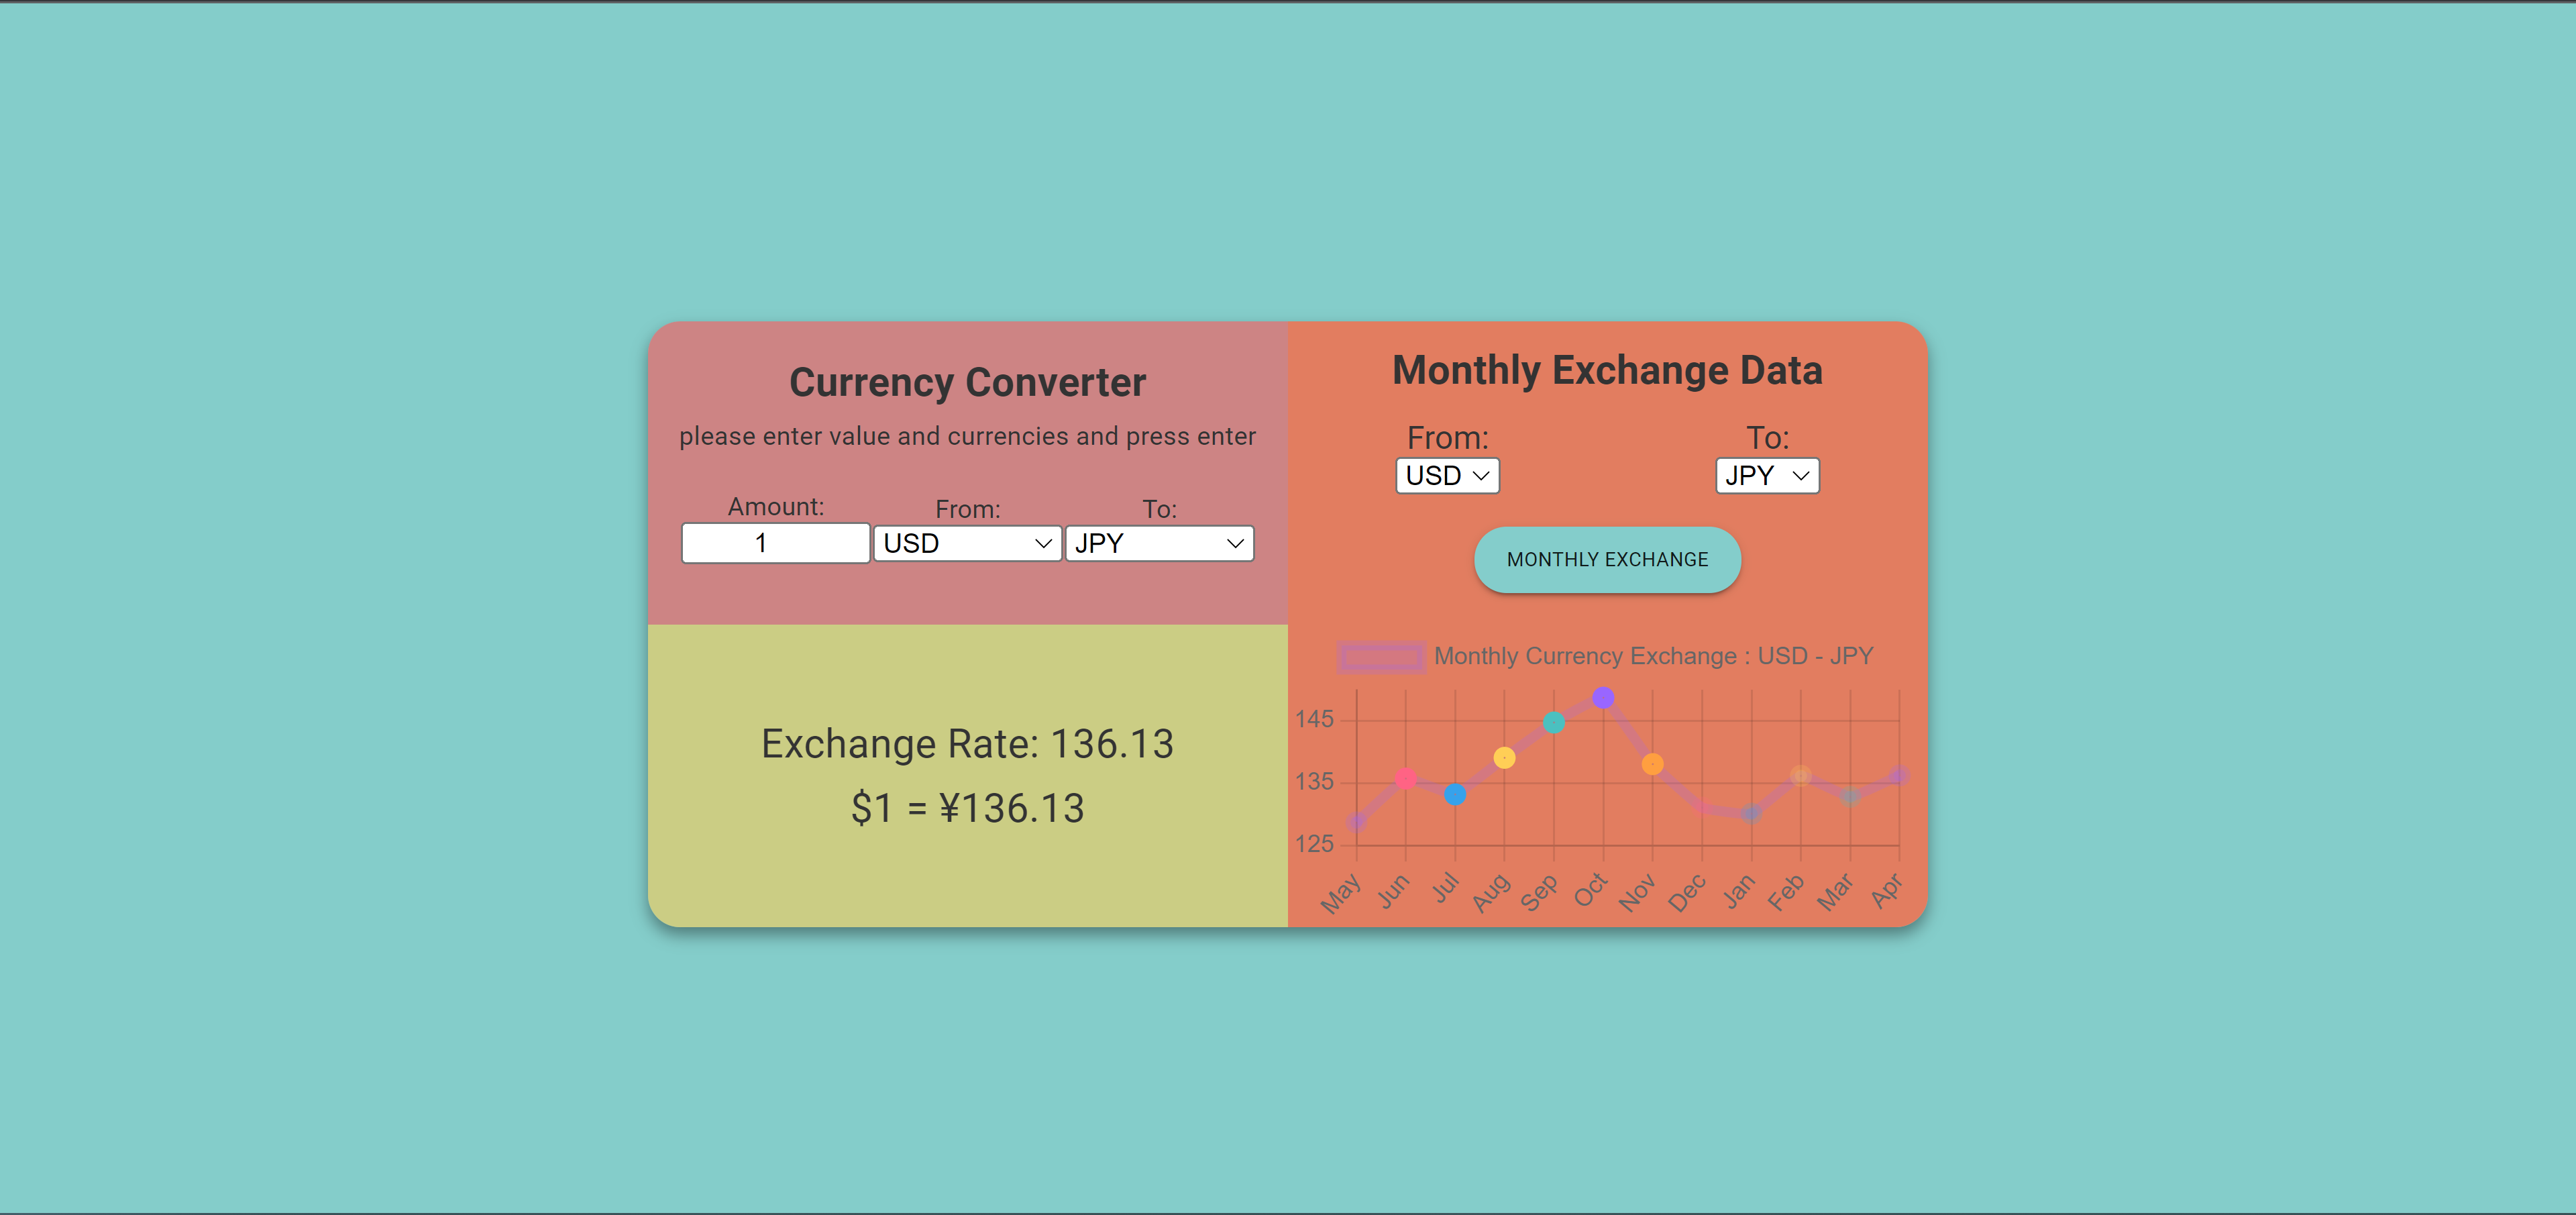 Currency Converter
please enter value and currencies and press enter
Amount:
From:
To:
1
USD
JPY
Exchange Rate: 136.13
$1 = ¥136.13
Monthly Exchange Data
From:
To:
USD
JPY
MONTHLY EXCHANGE
Monthly Currency Exchange : USD - JPY
145
135
125
May Jun Jul Aug Sep Oct Nov Dec Jan Feb Mar Apr